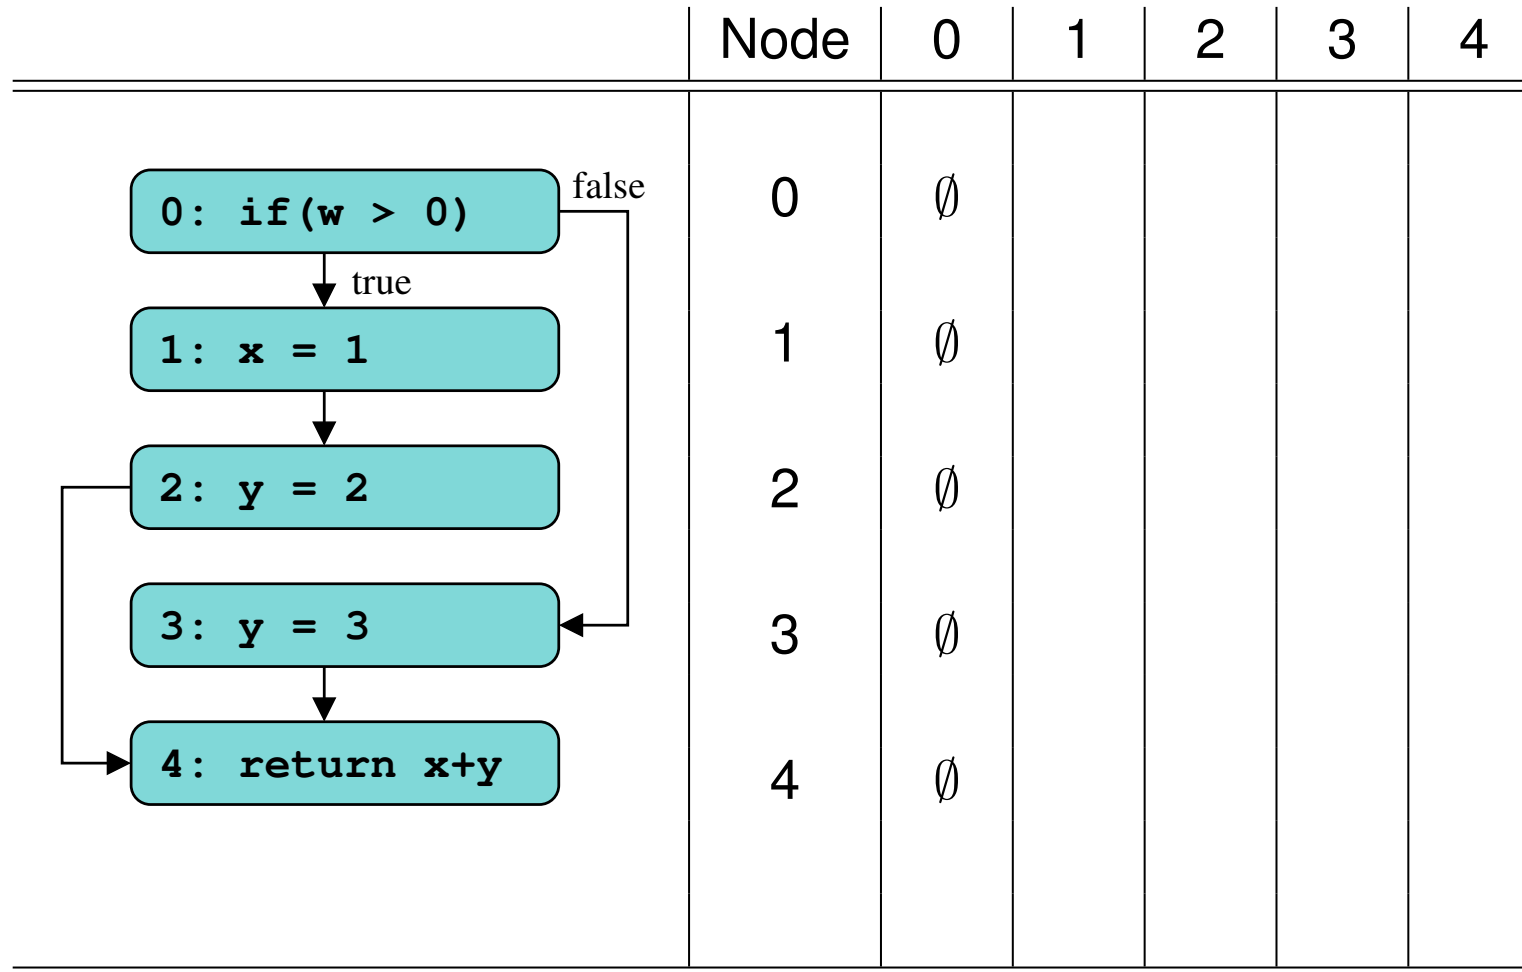 Node 0 1 2 3 4
false
0: if(w > 0) 0 ∅
true
1: x = 1 1 ∅
2: y = 2 2 ∅
3: y = 3 3 ∅
4: return x+y 4 ∅